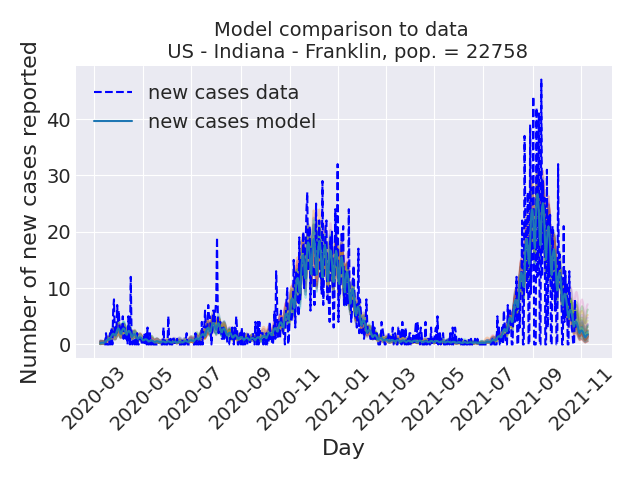 Model comparison to data
US - Indiana - Franklin, pop. = 22758
Number of new cases reported
new cases data
new cases model
40
30
20
10
0
2020-03
2020-05
2020-07
2020-09
2020-11
2021-01
2021-03
2021-05
2021-07
2021-09
2021-11
Day